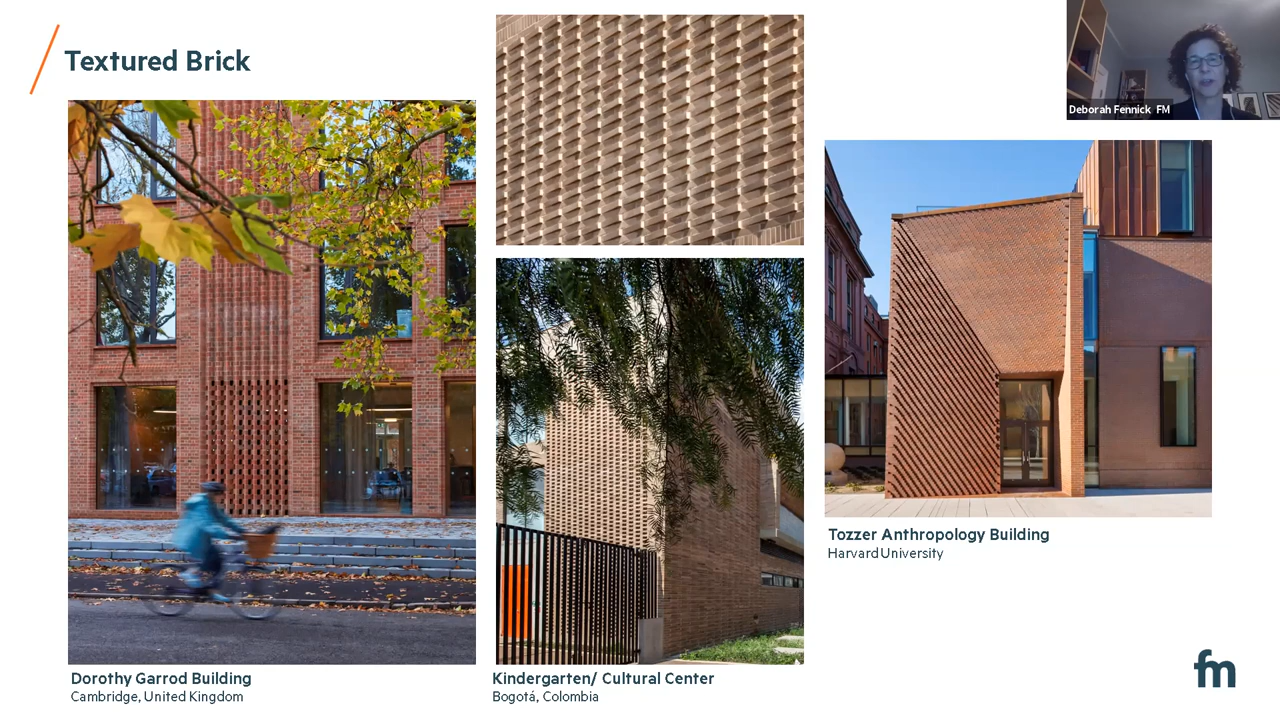 Textured Brick
Deborah Fennick FM
Tozzer Anthropology Building
Harvard University
Dorothy Garrod Building
Cambridge, United Kingdom
Kindergarten/ Cultural Center
Bogotá, Colombia
fm